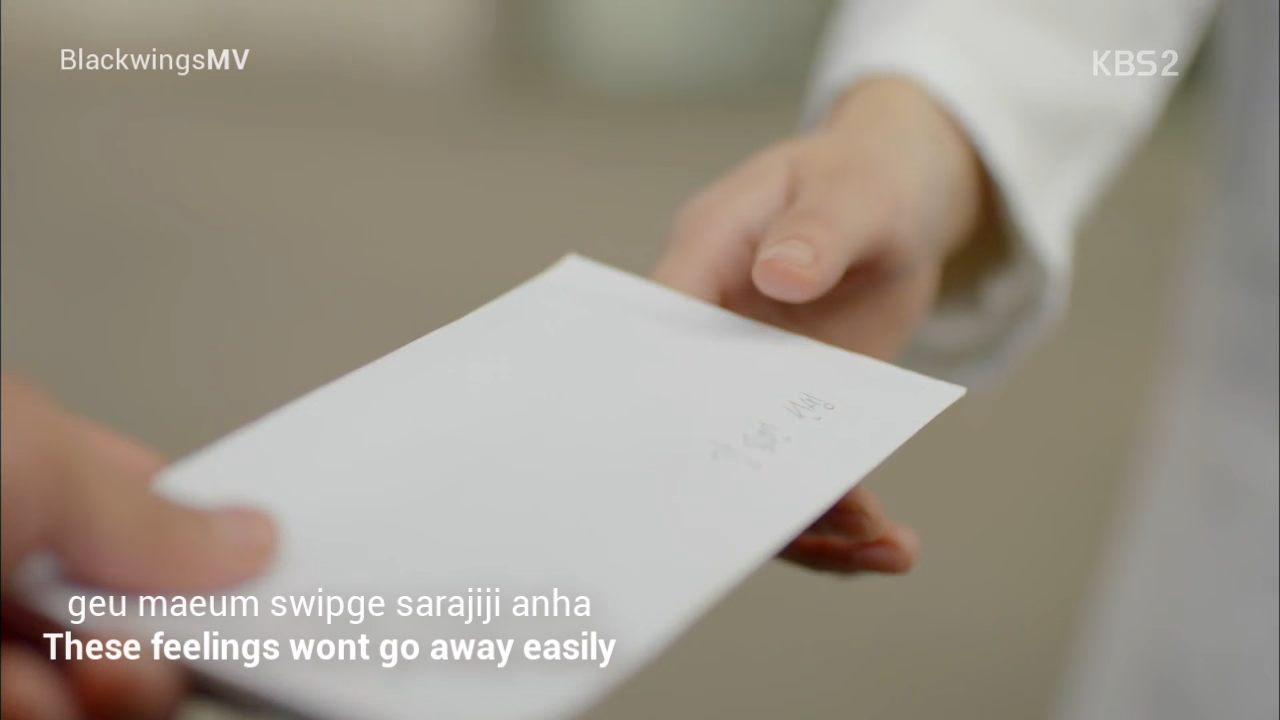 BlackwingsMV
KBS2
geu maeum swipge sarajiji anha
These feelings wont go away easily